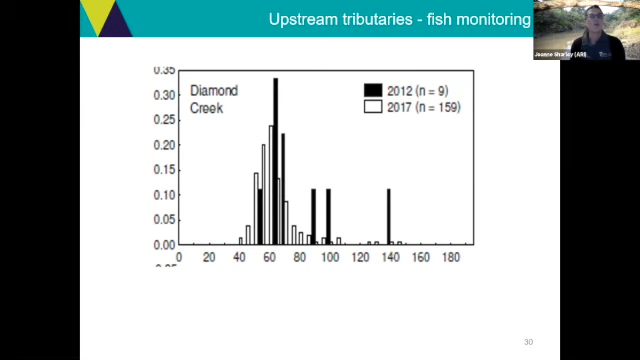 Upstream tributaries - fish monitoring
Joanne Sharley (ARI)
0.35
Diamond
Creek
2012 (n = 9)
2017 (n = 159)
0.30
0.25
0.20
0.15
0.10
0.05
0.00
0 20 40 60 80 100 120 140 160 180
30